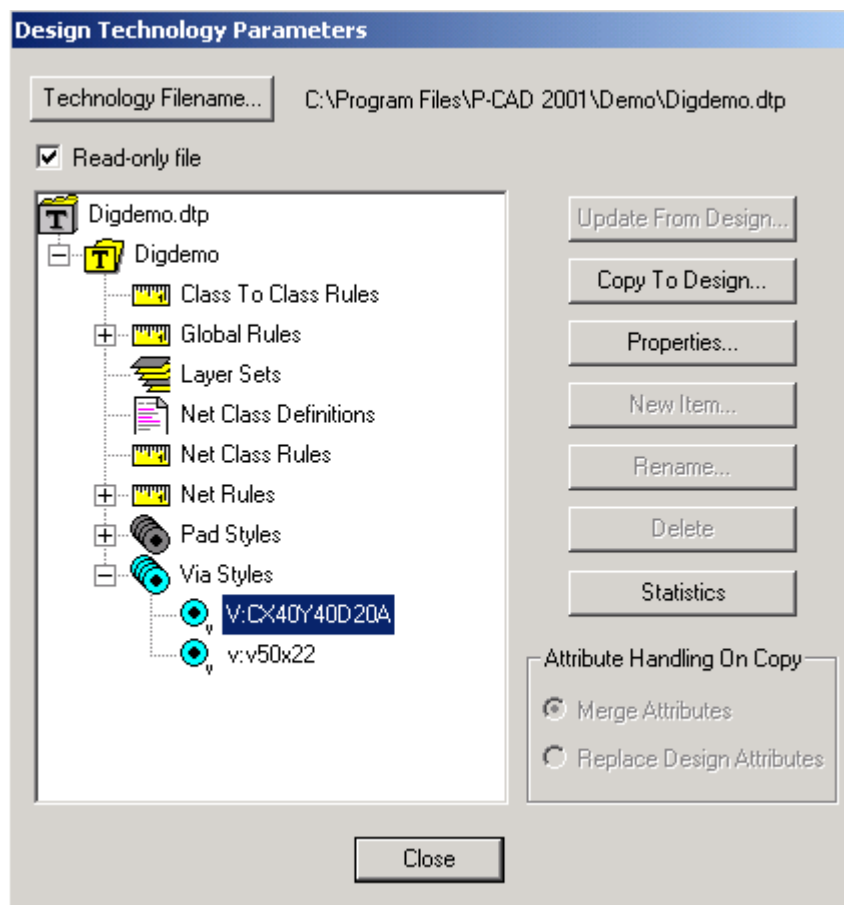 Design Technology Parameters
Technology Filename... C:\Program Files\P-CAD 2001\Demo\Digdemo.dtp
Read-only file
Digdemo.dtp
Digdemo
Class To Class Rules
Global Rules
Layer Sets
Net Class Definitions
Net Class Rules
Net Rules
Pad Styles
Via Styles
V:CX40Y40D20A
v:v50x22
Update From Design...
Copy To Design...
Properties...
New Item...
Rename...
Delete
Statistics
Attribute Handling On Copy
Merge Attributes
Replace Design Attributes
Close